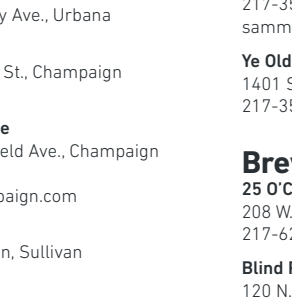 y Ave., Urbana
St., Champaign
e
eld Ave., Champaign
paign.com
n, Sullivan
217-35
samm
Ye Old
1401 S
217-35
Bre
25 O'C
208 W.
217-62
Blind
120 N.